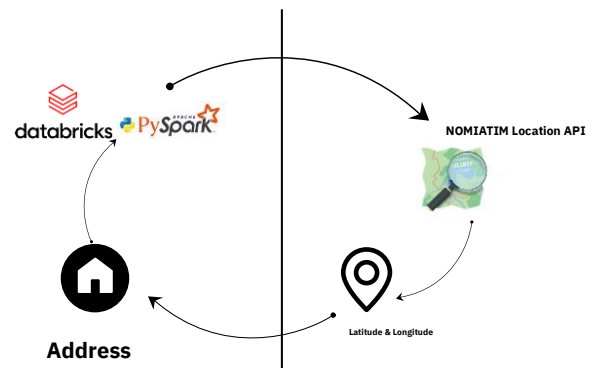 databricks
APACHE
PySpark
NOMIATIM Location API
Latitude & Longitude
Address